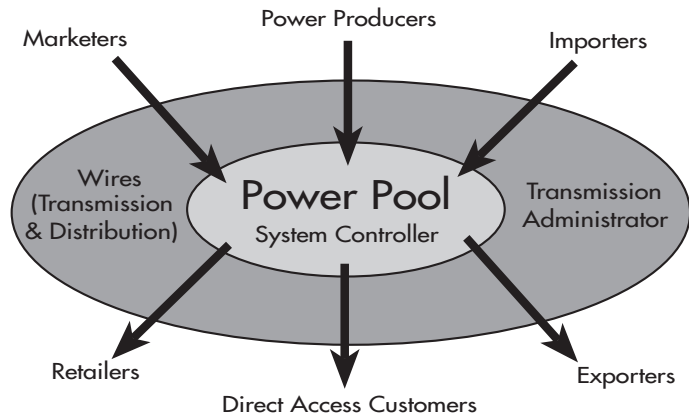 Power Producers
Marketers
Importers
Wires
(Transmission
& Distribution)
Power Pool
System Controller
Transmission
Administrator
Retailers
Exporters
Direct Access Customers